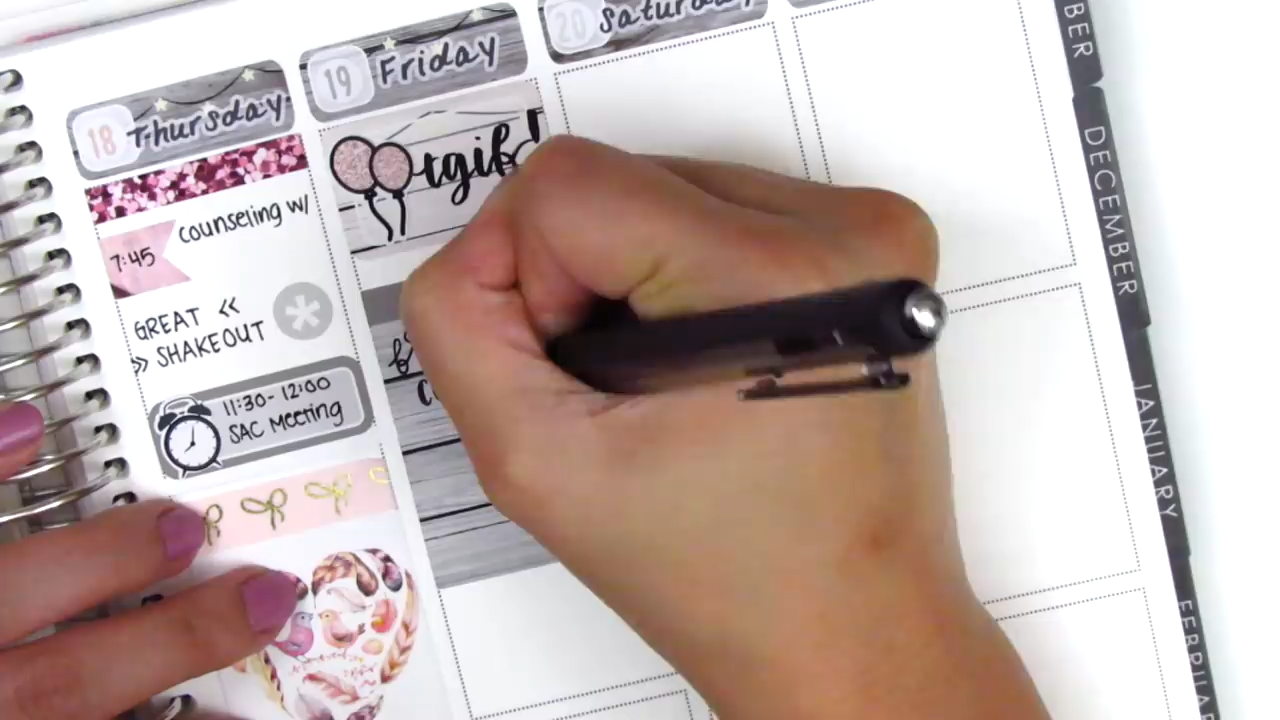 18 Thursday
19 Friday
20 Saturday
tgif!
7:45
counseling w/
GREAT <<
>> SHAKEOUT
11:30-12:00
SAC Meeting
BER
DECEMBER
JANUARY
FEBRUAR